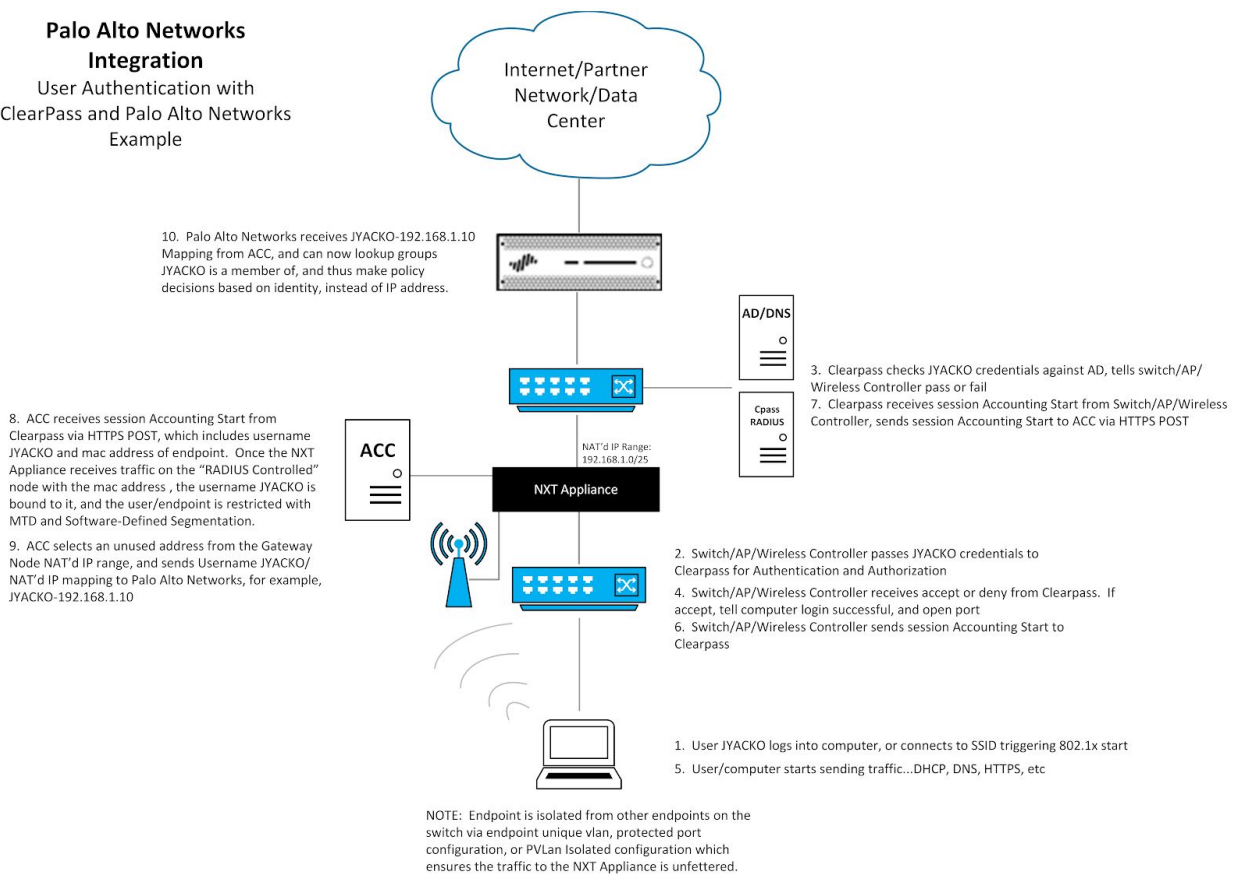 Palo Alto Networks
Integration
User Authentication with
ClearPass and Palo Alto Networks
Example
Internet/Partner
Network/Data
Center
10. Palo Alto Networks receives JYACKO-192.168.1.10
Mapping from ACC, and can now lookup groups
JYACKO is a member of, and thus make policy
decisions based on identity, instead of IP address.
AD/DNS
3. Clearpass checks JYACKO credentials against AD, tells switch/AP/
Wireless Controller pass or fail
7. Clearpass receives session Accounting Start from Switch/AP/Wireless
Controller, sends session Accounting Start to ACC via HTTPS POST
Cpass
RADIUS
8. ACC receives session Accounting Start from
Clearpass via HTTPS POST, which includes username
JYACKO and mac address of endpoint. Once the NXT
Appliance receives traffic on the “RADIUS Controlled”
node with the mac address , the username JYACKO is
bound to it, and the user/endpoint is restricted with
MTD and Software-Defined Segmentation.
9. ACC selects an unused address from the Gateway
Node NAT’d IP range, and sends Username JYACKO/
NAT’d IP mapping to Palo Alto Networks, for example,
JYACKO-192.168.1.10
ACC
NAT’d IP Range:
192.168.1.0/25
NXT Appliance
2. Switch/AP/Wireless Controller passes JYACKO credentials to
Clearpass for Authentication and Authorization
4. Switch/AP/Wireless Controller receives accept or deny from Clearpass. If
accept, tell computer login successful, and open port
6. Switch/AP/Wireless Controller sends session Accounting Start to
Clearpass
1. User JYACKO logs into computer, or connects to SSID triggering 802.1x start
5. User/computer starts sending traffic...DHCP, DNS, HTTPS, etc
NOTE: Endpoint is isolated from other endpoints on the
switch via endpoint unique vlan, protected port
configuration, or PVLan Isolated configuration which
ensures the traffic to the NXT Appliance is unfettered.